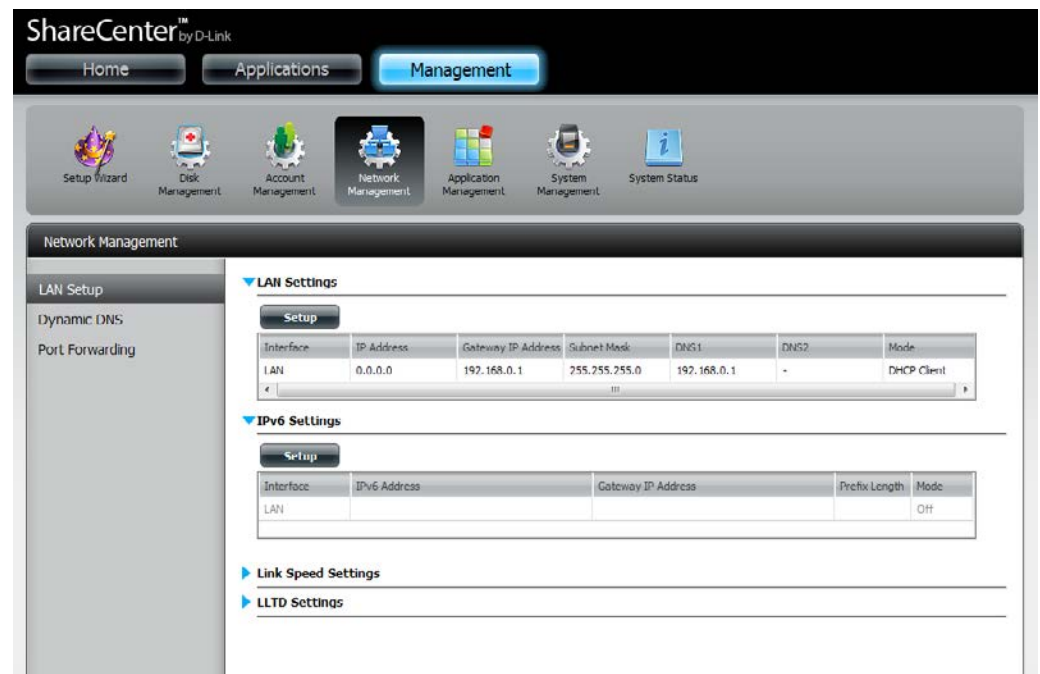 ShareCenter™ by D-Link
Home Applications Management
Setup Wizard Disk Management Account Management Network Management Application Management System Management System Status
Network Management
LAN Setup
Dynamic DNS
Port Forwarding
LAN Settings
Setup
Interface IP Address Gateway IP Address Subnet Mask DNS1 DNS2 Mode
LAN 0.0.0.0 192.168.0.1 255.255.255.0 192.168.0.1 - DHCP Client
IPv6 Settings
Setup
Interface IPv6 Address Gateway IP Address Prefix Length Mode
LAN Off
Link Speed Settings
LLTD Settings